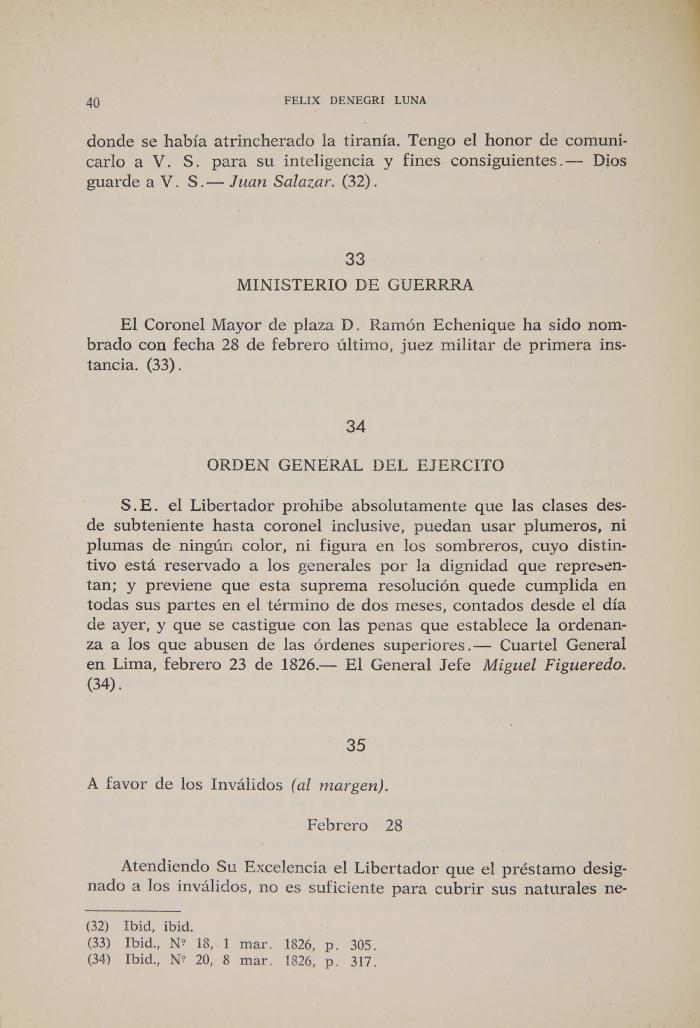 40
FELIX DENEGRI LUNA
donde se había atrincherado la tiranía. Tengo el honor de comuni-
carlo a V. S. para su inteligencia y fines consiguientes.— Dios
guarde a V. S.— Juan Salazar. (32).
33
MINISTERIO DE GUERRRA
El Coronel Mayor de plaza D. Ramón Echenique ha sido nom-
brado con fecha 28 de febrero último, juez militar de primera ins-
tancia. (33).
34
ORDEN GENERAL DEL EJERCITO
S.E. el Libertador prohibe absolutamente que las clases des-
de subteniente hasta coronel inclusive, puedan usar plumeros, ni
plumas de ningún color, ni figura en los sombreros, cuyo distin-
tivo está reservado a los generales por la dignidad que represen-
tan; y previene que esta suprema resolución quede cumplida en
todas sus partes en el término de dos meses, contados desde el día
de ayer, y que se castigue con las penas que establece la ordenan-
za a los que abusen de las órdenes superiores.— Cuartel General
en Lima, febrero 23 de 1826.— El General Jefe Miguel Figueredo.
(34).
35
A favor de los Inválidos (al margen).
Febrero 28
Atendiendo Su Excelencia el Libertador que el préstamo desig-
nado a los inválidos, no es suficiente para cubrir sus naturales ne-
(32) Ibid, ibid.
(33) Ibid., Nº 18, 1 mar. 1826, p. 305.
(34) Ibid., Nº 20, 8 mar. 1826, p. 317.